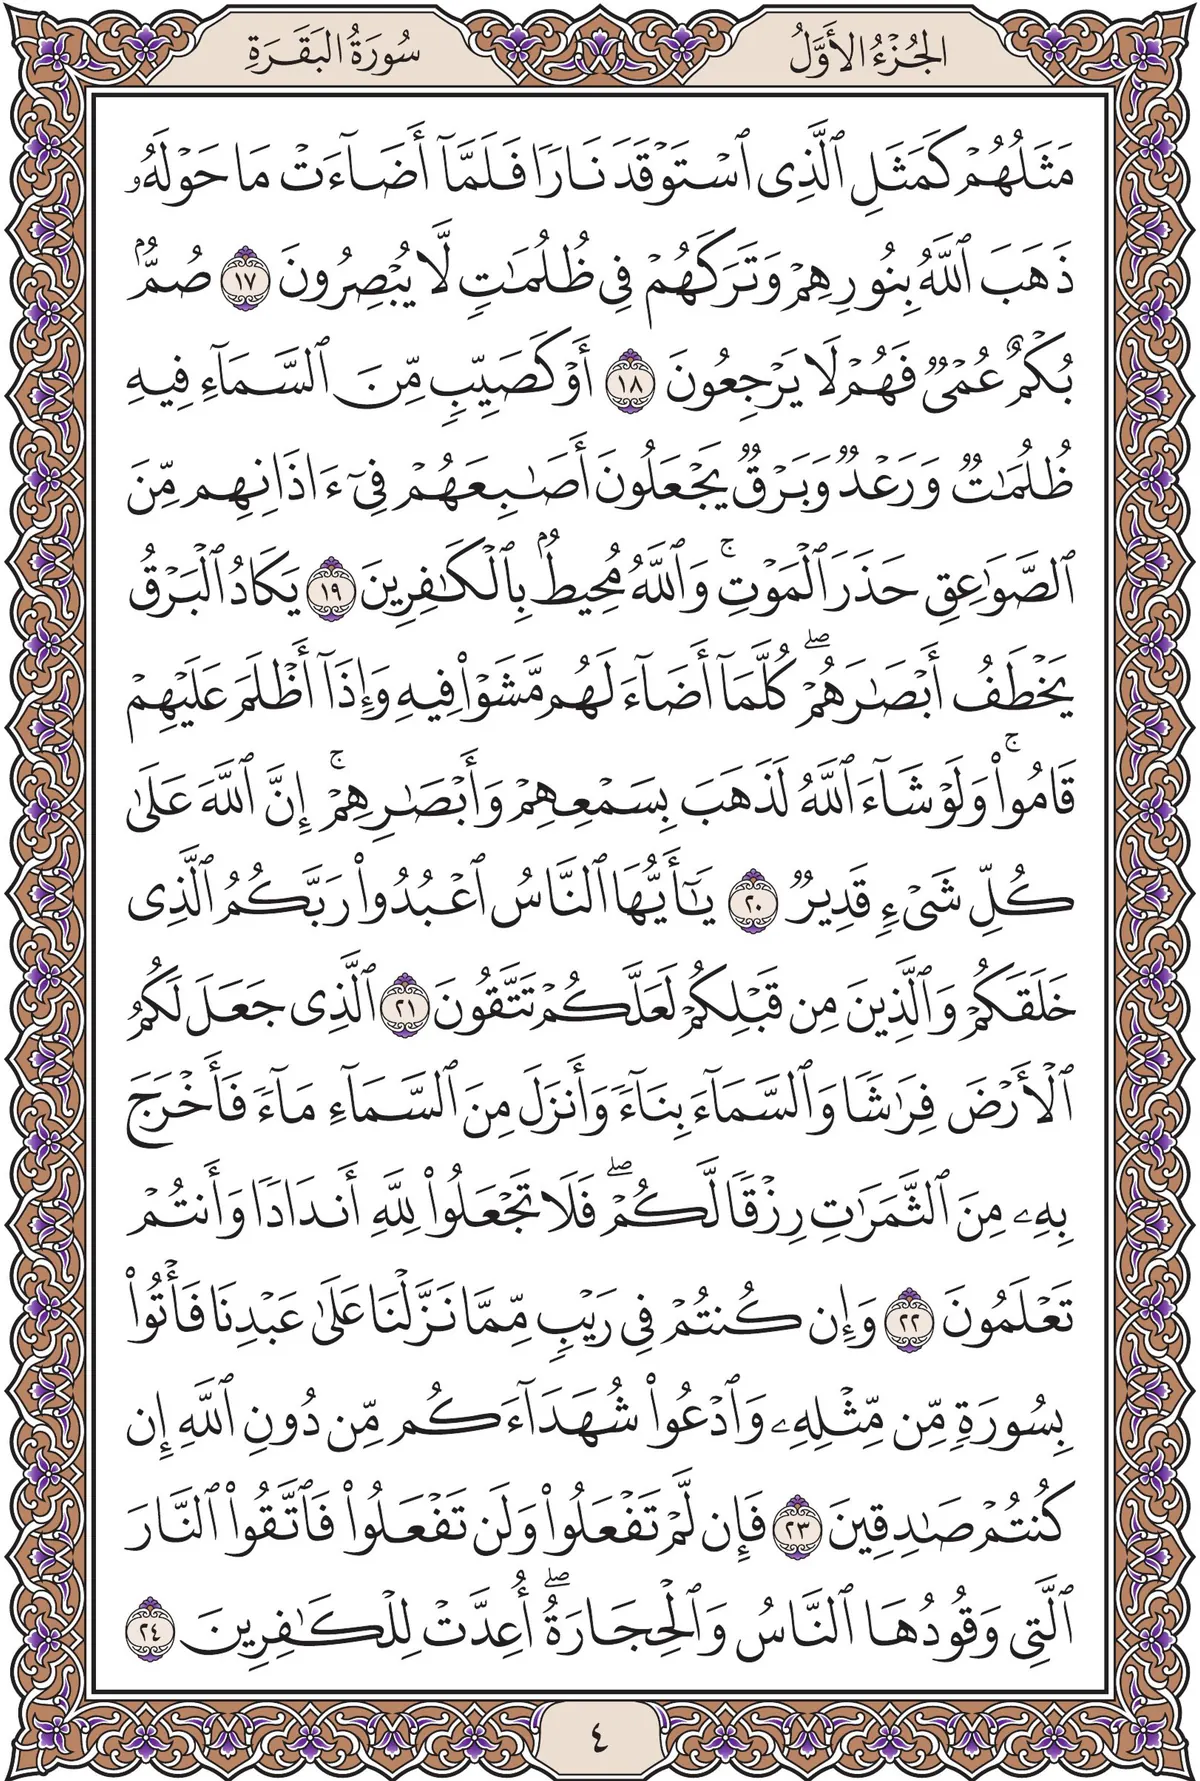 الجُزْءُ الأَوَّلُ
سُورَةُ البَقَرَةِ
مَثَلُهُمْ كَمَثَلِ ٱلَّذِى ٱسْتَوْقَدَ نَارًا فَلَمَّآ أَضَآءَتْ مَا حَوْلَهُۥ
ذَهَبَ ٱللَّهُ بِنُورِهِمْ وَتَرَكَهُمْ فِى ظُلُمَٰتٍ لَّا يُبْصِرُونَ ١٧ صُمٌّۢ
بُكْمٌ عُمْىٌ فَهُمْ لَا يَرْجِعُونَ ١٨ أَوْ كَصَيِّبٍ مِّنَ ٱلسَّمَآءِ فِيهِ
ظُلُمَٰتٌ وَرَعْدٌ وَبَرْقٌ يَجْعَلُونَ أَصَٰبِعَهُمْ فِىٓ ءَاذَانِهِم مِّنَ
ٱلصَّوَٰعِقِ حَذَرَ ٱلْمَوْتِ ۚ وَٱللَّهُ مُحِيطٌۢ بِٱلْكَٰفِرِينَ ١٩ يَكَادُ ٱلْبَرْقُ
يَخْطَفُ أَبْصَٰرَهُمْ ۖ كُلَّمَآ أَضَآءَ لَهُم مَّشَوْا۟ فِيهِ وَإِذَآ أَظْلَمَ عَلَيْهِمْ
قَامُوا۟ ۚ وَلَوْ شَآءَ ٱللَّهُ لَذَهَبَ بِسَمْعِهِمْ وَأَبْصَٰرِهِمْ ۚ إِنَّ ٱللَّهَ عَلَىٰ
كُلِّ شَىْءٍ قَدِيرٌ ٢٠ يَٰٓأَيُّهَا ٱلنَّاسُ ٱعْبُدُوا۟ رَبَّكُمُ ٱلَّذِى
خَلَقَكُمْ وَٱلَّذِينَ مِن قَبْلِكُمْ لَعَلَّكُمْ تَتَّقُونَ ٢١ ٱلَّذِى جَعَلَ لَكُمُ
ٱلْأَرْضَ فِرَٰشًا وَٱلسَّمَآءَ بِنَآءً وَأَنزَلَ مِنَ ٱلسَّمَآءِ مَآءً فَأَخْرَجَ
بِهِۦ مِنَ ٱلثَّمَرَٰتِ رِزْقًا لَّكُمْ ۖ فَلَا تَجْعَلُوا۟ لِلَّهِ أَندَادًا وَأَنتُمْ
تَعْلَمُونَ ٢٢ وَإِن كُنتُمْ فِى رَيْبٍ مِّمَّا نَزَّلْنَا عَلَىٰ عَبْدِنَا فَأْتُوا۟
بِسُورَةٍ مِّن مِّثْلِهِۦ وَٱدْعُوا۟ شُهَدَآءَكُم مِّن دُونِ ٱللَّهِ إِن
كُنتُمْ صَٰدِقِينَ ٢٣ فَإِن لَّمْ تَفْعَلُوا۟ وَلَن تَفْعَلُوا۟ فَٱتَّقُوا۟ ٱلنَّارَ
ٱلَّتِى وَقُودُهَا ٱلنَّاسُ وَٱلْحِجَارَةُ ۖ أُعِدَّتْ لِلْكَٰفِرِينَ ٢٤
٤